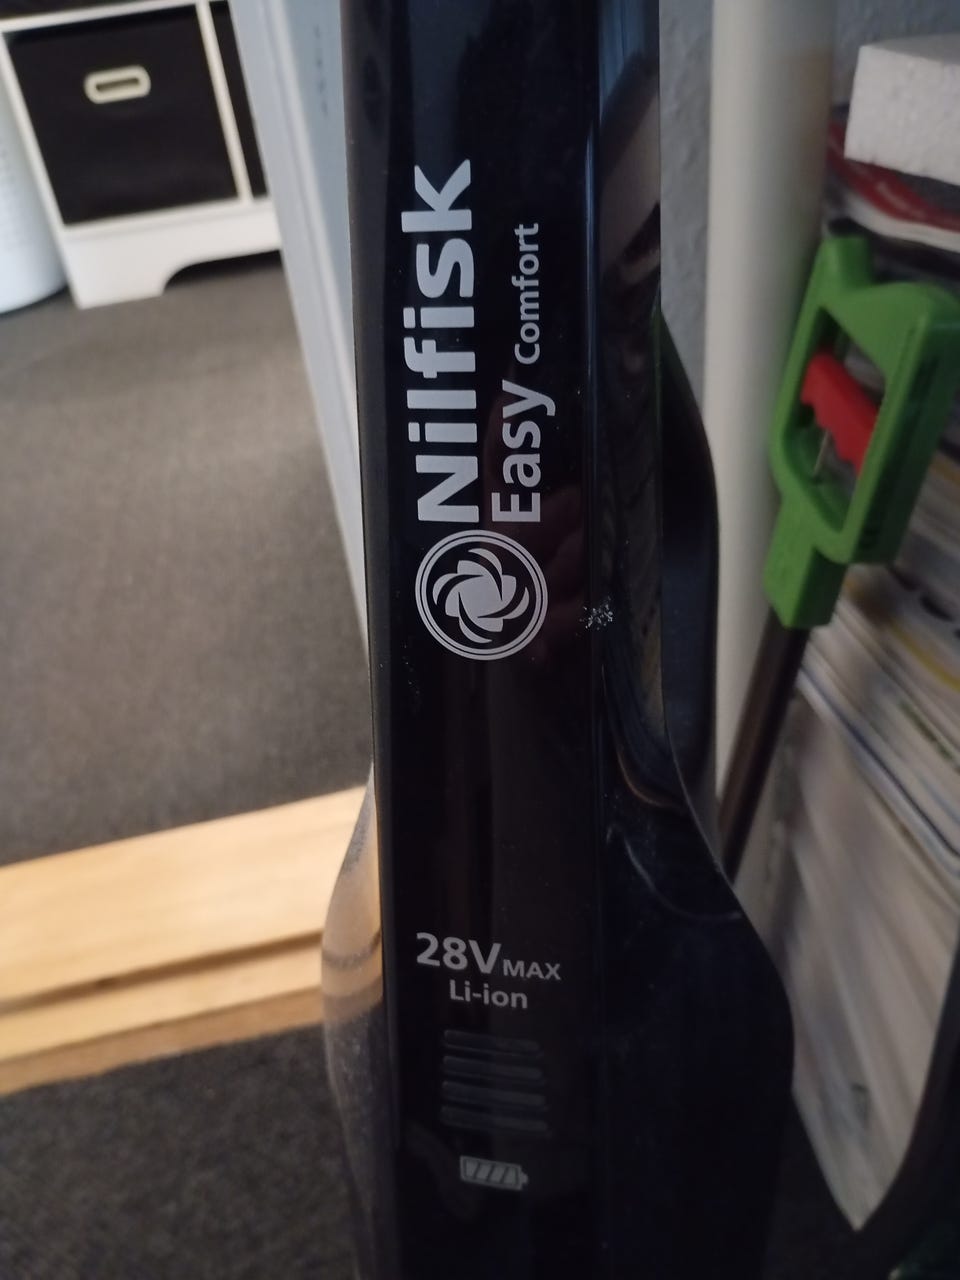 Nilfisk
Easy Comfort
28V MAX
Li-ion